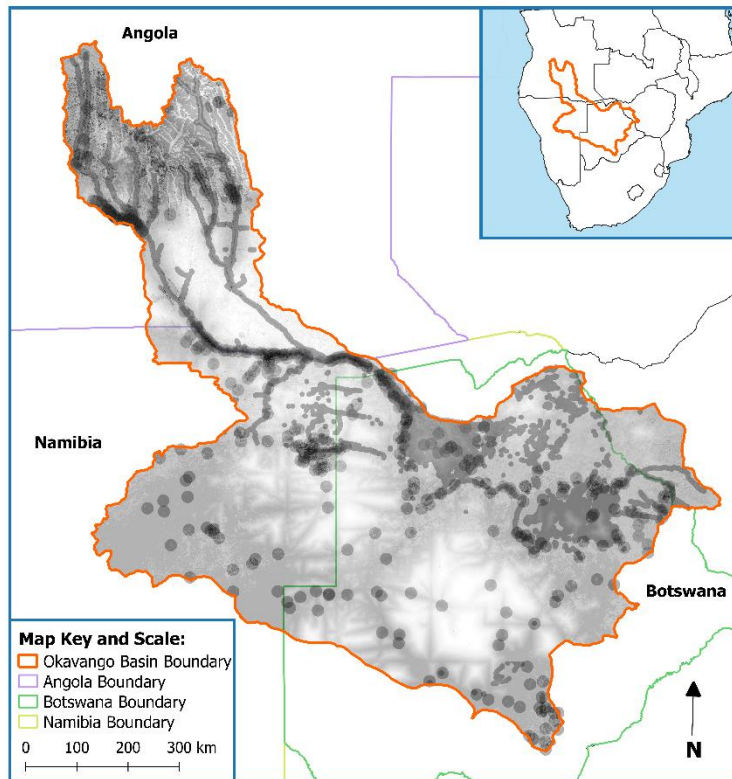 Angola
Namibia
Botswana
Map Key and Scale:
Okavango Basin Boundary
Angola Boundary
Botswana Boundary
Namibia Boundary
0 100 200 300 km
N